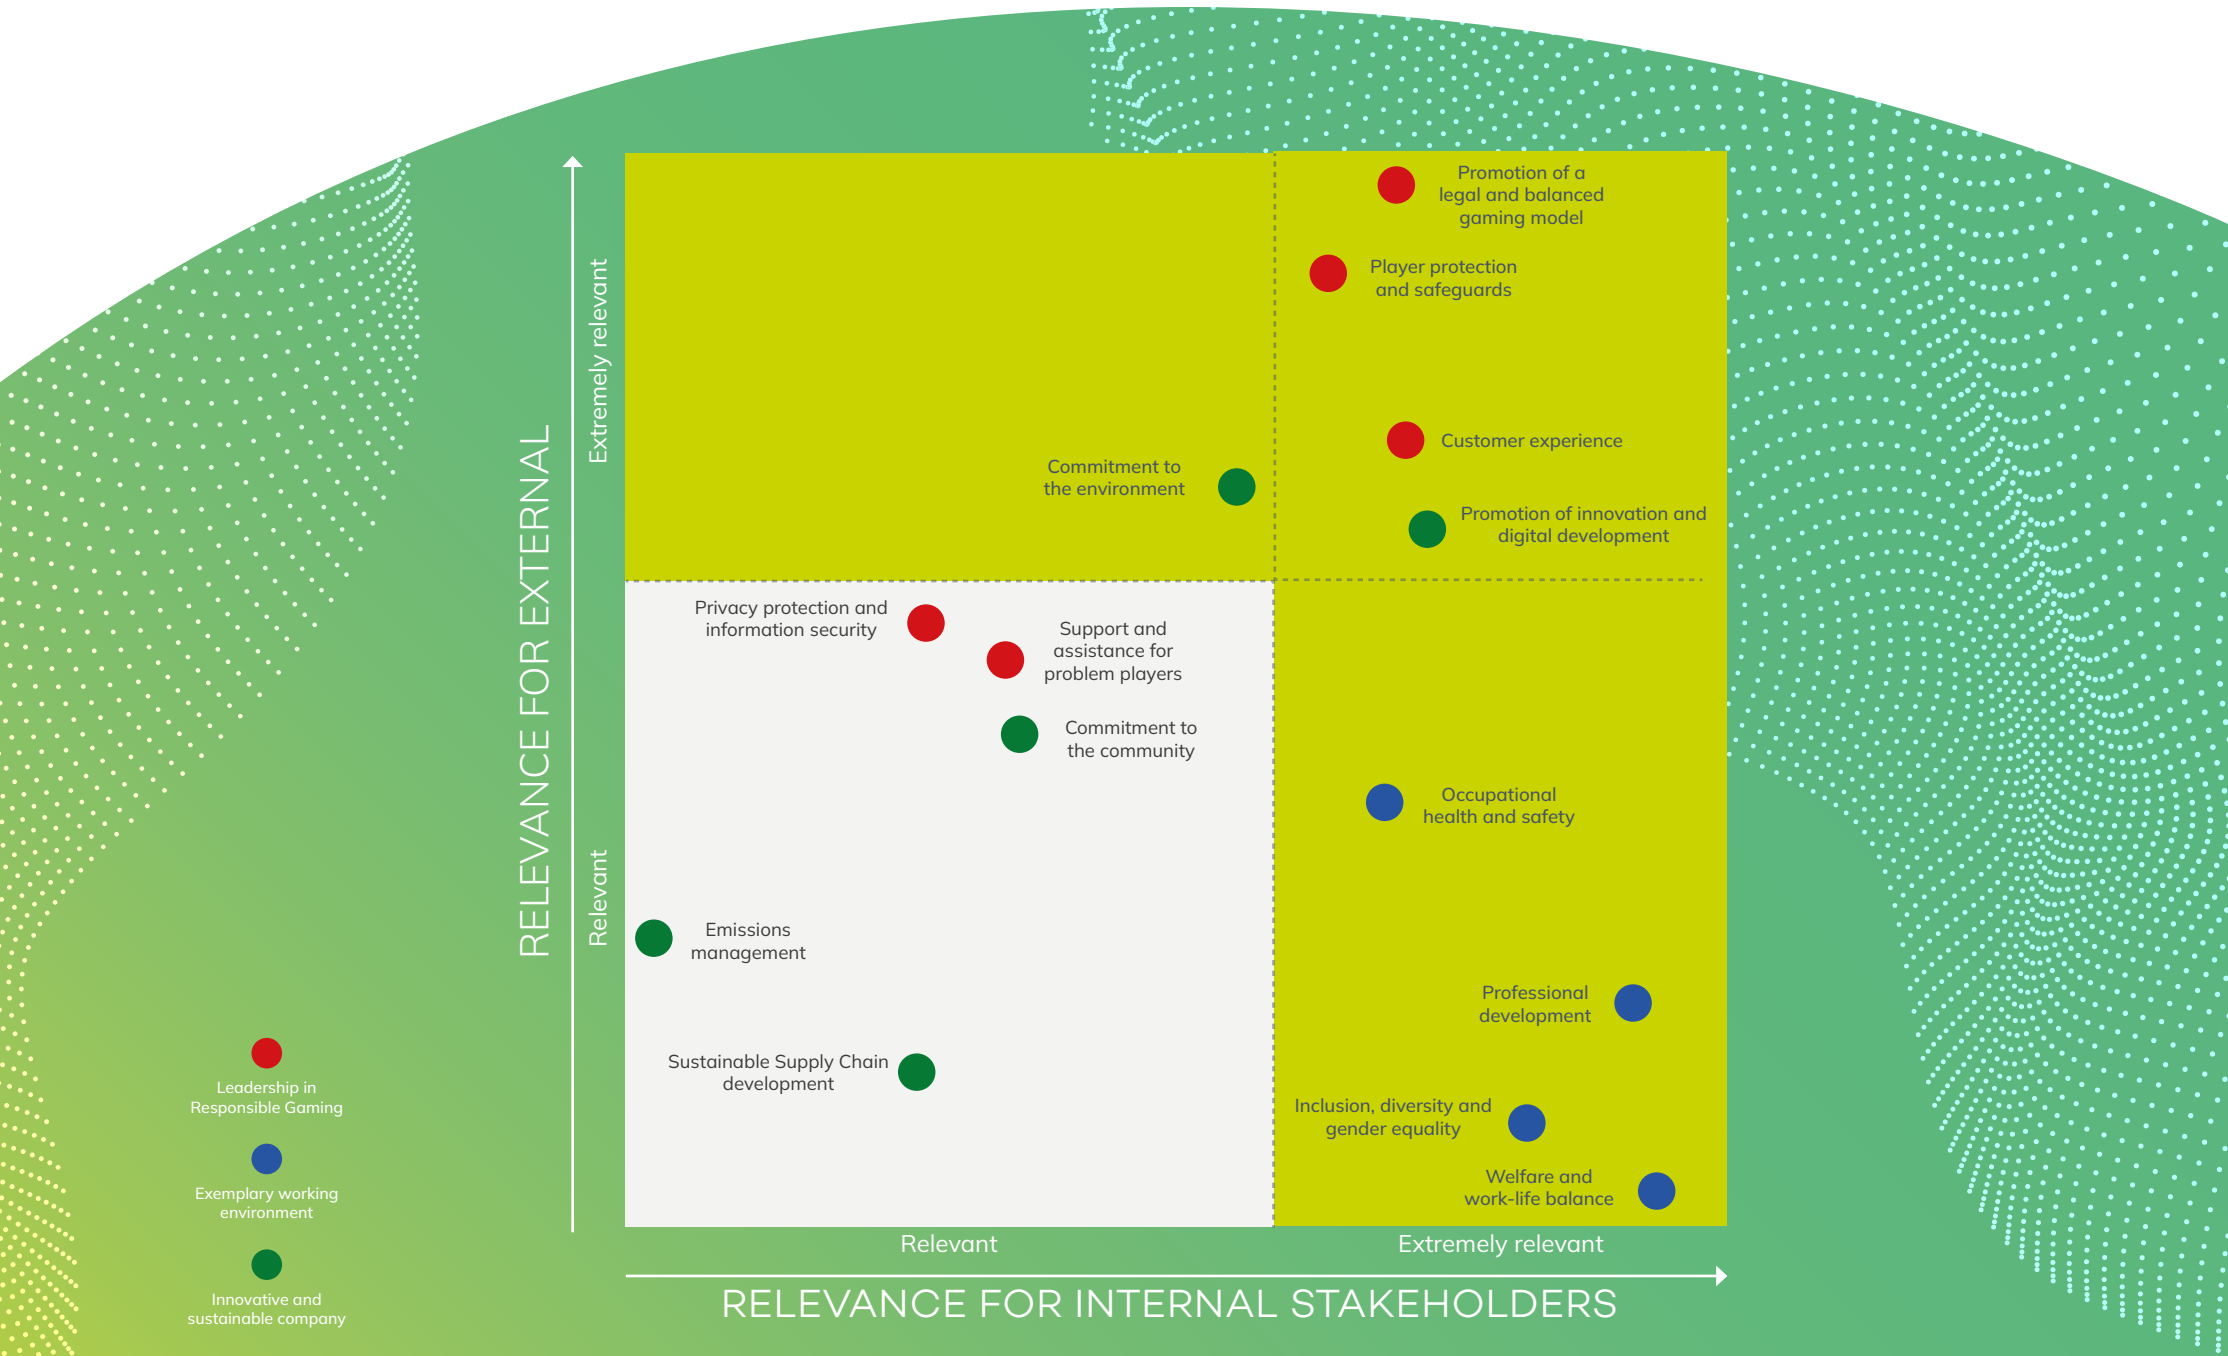 Promotion of a
legal and balanced
gaming model
Player protection
and safeguards
Customer experience
Commitment to
the environment
Promotion of innovation and
digital development
Privacy protection and
information security
Support and
assistance for
problem players
Commitment to
the community
Occupational
health and safety
Emissions
management
Professional
development
Sustainable Supply Chain
development
Inclusion, diversity and
gender equality
Welfare and
work-life balance
RELEVANCE FOR EXTERNAL
Extremely relevant
Relevant
Relevant
Extremely relevant
RELEVANCE FOR INTERNAL STAKEHOLDERS
Leadership in
Responsible Gaming
Exemplary working
environment
Innovative and
sustainable company